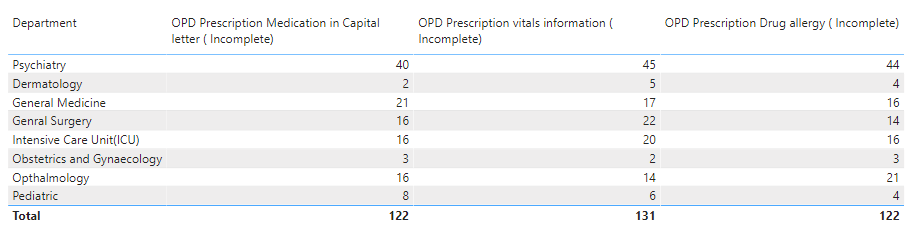 Department OPD Prescription Medication in Capital OPD Prescription vitals information ( OPD Prescription Drug allergy ( Incomplete)
letter ( Incomplete) Incomplete)
Psychiatry 40 45 44
Dermatology 2 5 4
General Medicine 21 17 16
Genral Surgery 16 22 14
Intensive Care Unit(ICU) 16 20 16
Obstetrics and Gynaecology 3 2 3
Opthalmology 16 14 21
Pediatric 8 6 4
Total 122 131 122